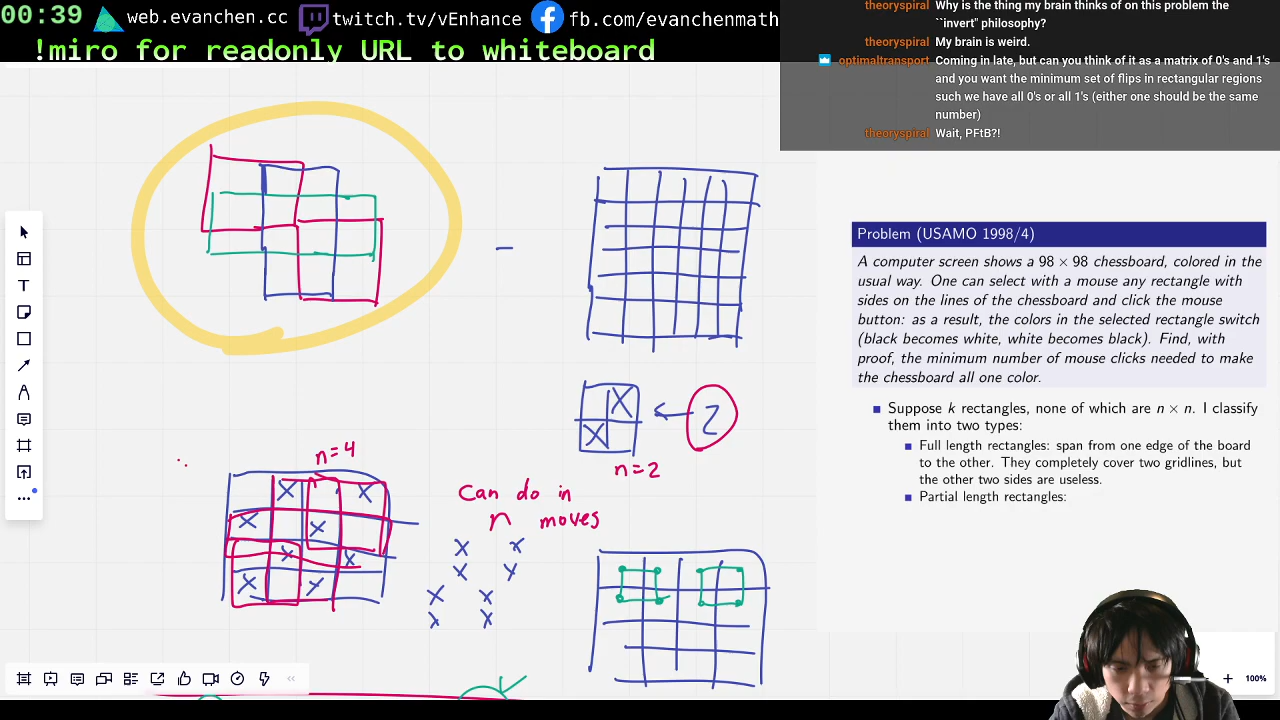 00:39
web.evanchen.cc
twitch.tv/vEnhance
fb.com/evanchenmath
!miro for readonly URL to whiteboard
theoryspiral Why is the thing my brain thinks of on this problem the
``invert" philosophy?
theoryspiral My brain is weird.
optimaltransport Coming in late, but can you think of it as a matrix of 0's and 1's
and you want the minimum set of flips in rectangular regions
such we have all 0's or all 1's (either one should be the same
number)
theoryspiral Wait, PFtB?!
Problem (USAMO 1998/4)
A computer screen shows a 98 × 98 chessboard, colored in the
usual way. One can select with a mouse any rectangle with
sides on the lines of the chessboard and click the mouse
button: as a result, the colors in the selected rectangle switch
(black becomes white, white becomes black). Find, with
proof, the minimum number of mouse clicks needed to make
the chessboard all one color.
Suppose k rectangles, none of which are n × n. I classify
them into two types:
Full length rectangles: span from one edge of the board
to the other. They completely cover two gridlines, but
the other two sides are useless.
Partial length rectangles:
X
X
2
n=2
n=4
X X
X X
X X
X X
Can do in
n moves
X X
X X
X X
X X
T
100%